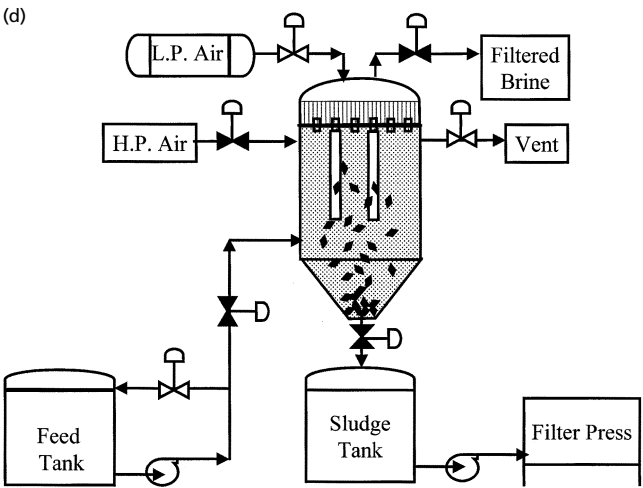 (d)
L.P. Air
Filtered
Brine
H.P. Air
Vent
Feed
Tank
Sludge
Tank
Filter Press